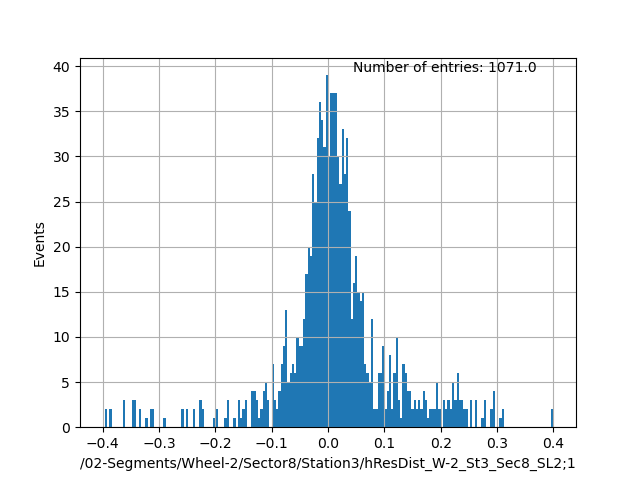 Number of entries: 1071.0
40
35
30
25
20
15
10
5
0
Events
−0.4 −0.3 −0.2 −0.1 0.0 0.1 0.2 0.3 0.4
/02-Segments/Wheel-2/Sector8/Station3/hResDist_W-2_St3_Sec8_SL2;1